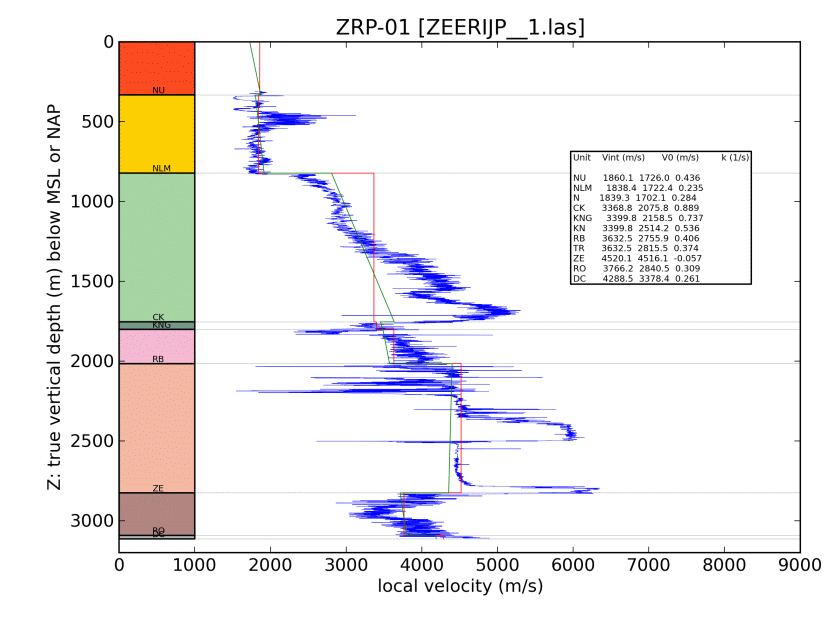 ZRP-01 [ZEERIJP__1.las]
Z: true vertical depth (m) below MSL or NAP
0
500
1000
1500
2000
2500
3000
NU
NLM
CK
KNG
RB
ZE
RO
DC
Unit Vint (m/s) V0 (m/s) k (1/s)
NU 1860.1 1726.0 0.436
NLM 1838.4 1722.4 0.235
N 1839.3 1702.1 0.284
CK 3368.8 2075.8 0.889
KNG 3399.8 2158.5 0.737
KN 3399.8 2514.2 0.536
RB 3632.5 2755.9 0.406
TR 3632.5 2815.5 0.374
ZE 4520.1 4516.1 -0.057
RO 3766.2 2840.5 0.309
DC 4288.5 3378.4 0.261
0 1000 2000 3000 4000 5000 6000 7000 8000 9000
local velocity (m/s)